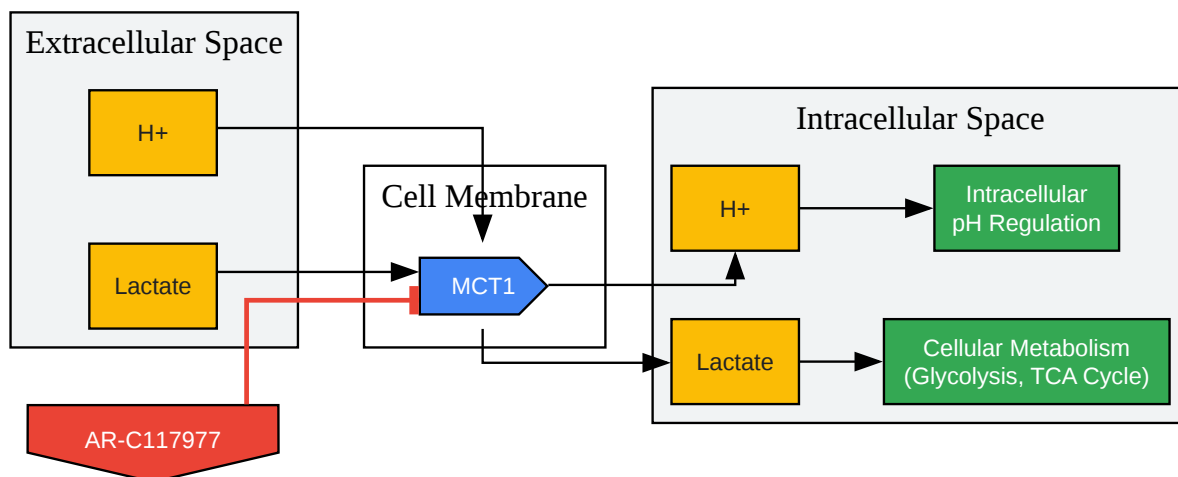 Extracellular Space
H+
Lactate
AR-C117977
Cell Membrane
MCT1
Intracellular Space
H+
Intracellular
pH Regulation
Lactate
Cellular Metabolism
(Glycolysis, TCA Cycle)